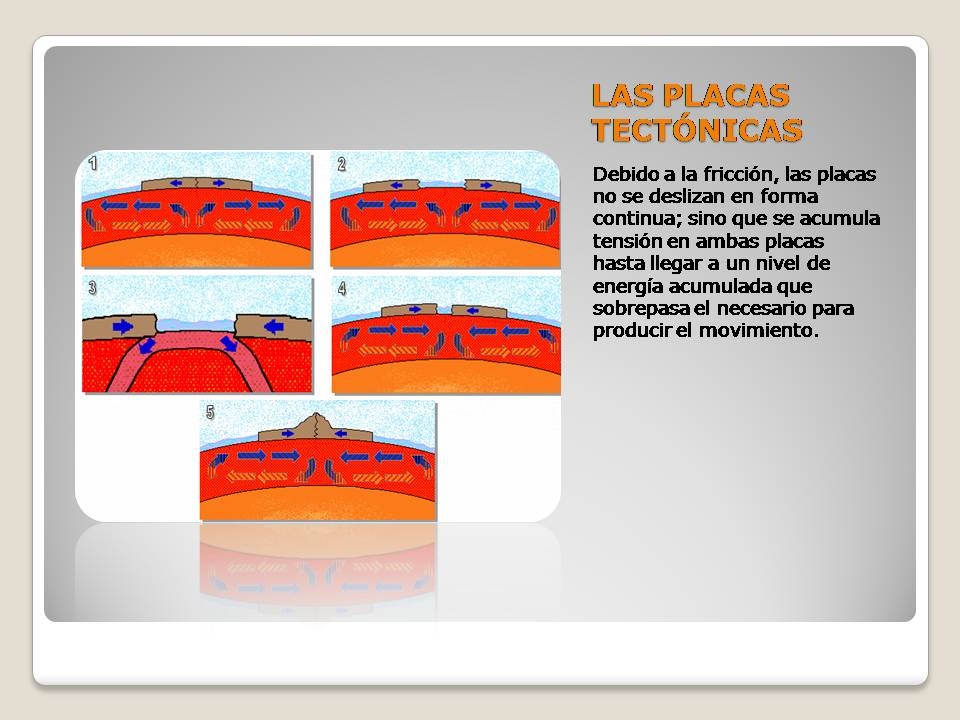 LAS PLACAS
TECTÓNICAS
Debido a la fricción, las placas
no se deslizan en forma
continua; sino que se acumula
tensión en ambas placas
hasta llegar a un nivel de
energía acumulada que
sobrepasa el necesario para
producir el movimiento.
1
2
3
4
5